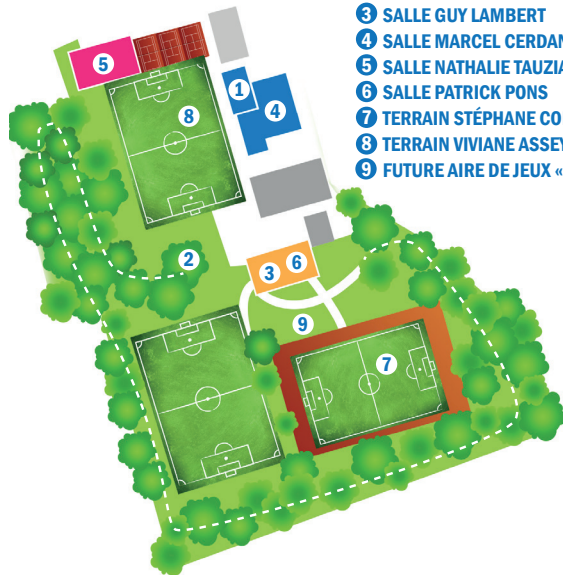 3 SALLE GUY LAMBERT
4 SALLE MARCEL CERDAN
5 SALLE NATHALIE
6 SALLE PATRICK PONS
7 TERRAIN STÉPHANE
8 TERRAIN VIVIANE
9 FUTURE AIRE DE JEUX «
5
1
8
4
2
3
6
9
7